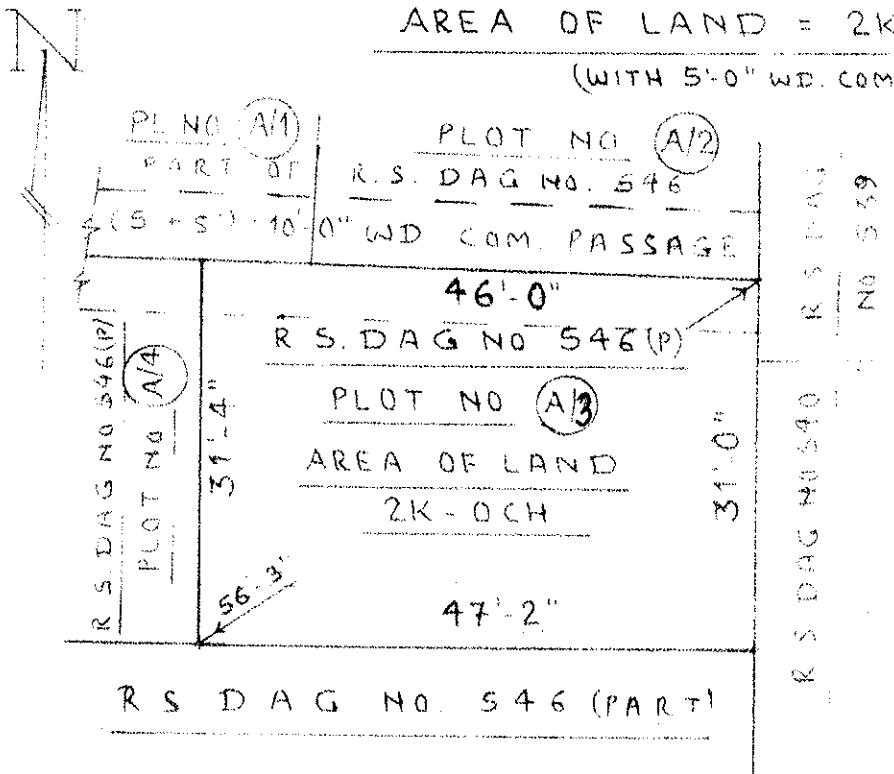 N
AREA OF LAND = 2K
(WITH 5'-0" WD. COM
PL NO. A/1
PART OF
PLOT NO A/2
R.S. DAG NO. 546
(5+5') 10'-0" WD COM. PASSAGE
R S DAG
NO 539
46'-0"
R S. DAG NO 546(P)
PLOT NO A/3
AREA OF LAND
2K-0CH
31'-4"
31'-0"
R S DAG NO 546(P)
PLOT NO A/4
R S DAG NO 540
56'-3'
47'-2"
R S DAG NO. 546 (PART)